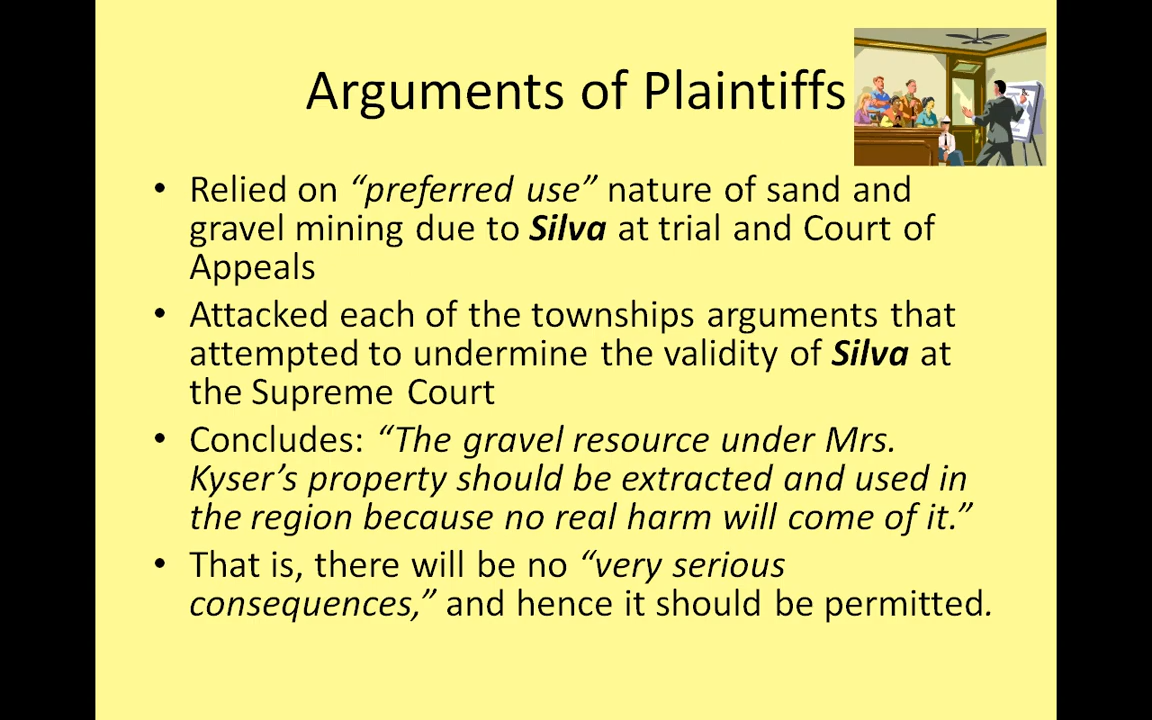 Arguments of Plaintiffs
• Relied on “preferred use” nature of sand and
gravel mining due to Silva at trial and Court of
Appeals
• Attacked each of the townships arguments that
attempted to undermine the validity of Silva at
the Supreme Court
• Concludes: “The gravel resource under Mrs.
Kyser’s property should be extracted and used in
the region because no real harm will come of it.”
• That is, there will be no “very serious
consequences,” and hence it should be permitted.